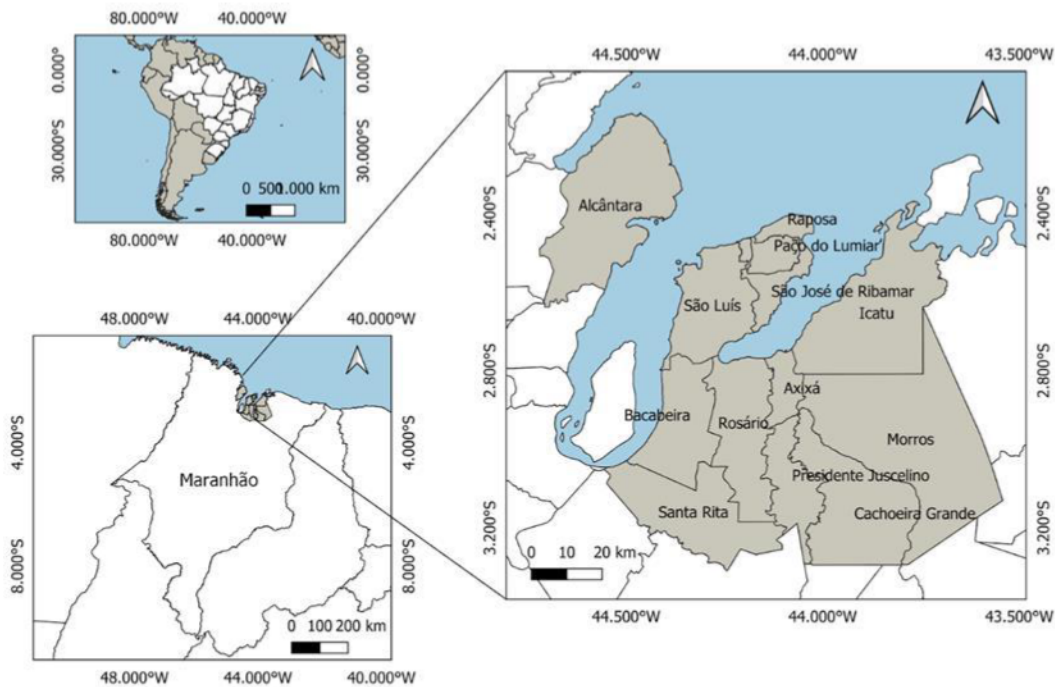 80.000°W 40.000°W
0.000°
30.000°S
0.000°
30.000°S
0 500 1.000 km
80.000°W 40.000°W
48.000°W 44.000°W 40.000°W
4.000°S
8.000°S
4.000°S
8.000°S
Maranhão
0 100 200 km
48.000°W 44.000°W 40.000°W
44.500°W 44.000°W 43.500°W
2.400°S
2.800°S
3.200°S
2.400°S
2.800°S
3.200°S
Alcântara
Raposa
Paço do Lumiar
São José de Ribamar
São Luís
Icatu
Axixá
Bacabeira
Rosário
Morros
Presidente Juscelino
Santa Rita
Cachoeira Grande
0 10 20 km
44.500°W 44.000°W 43.500°W